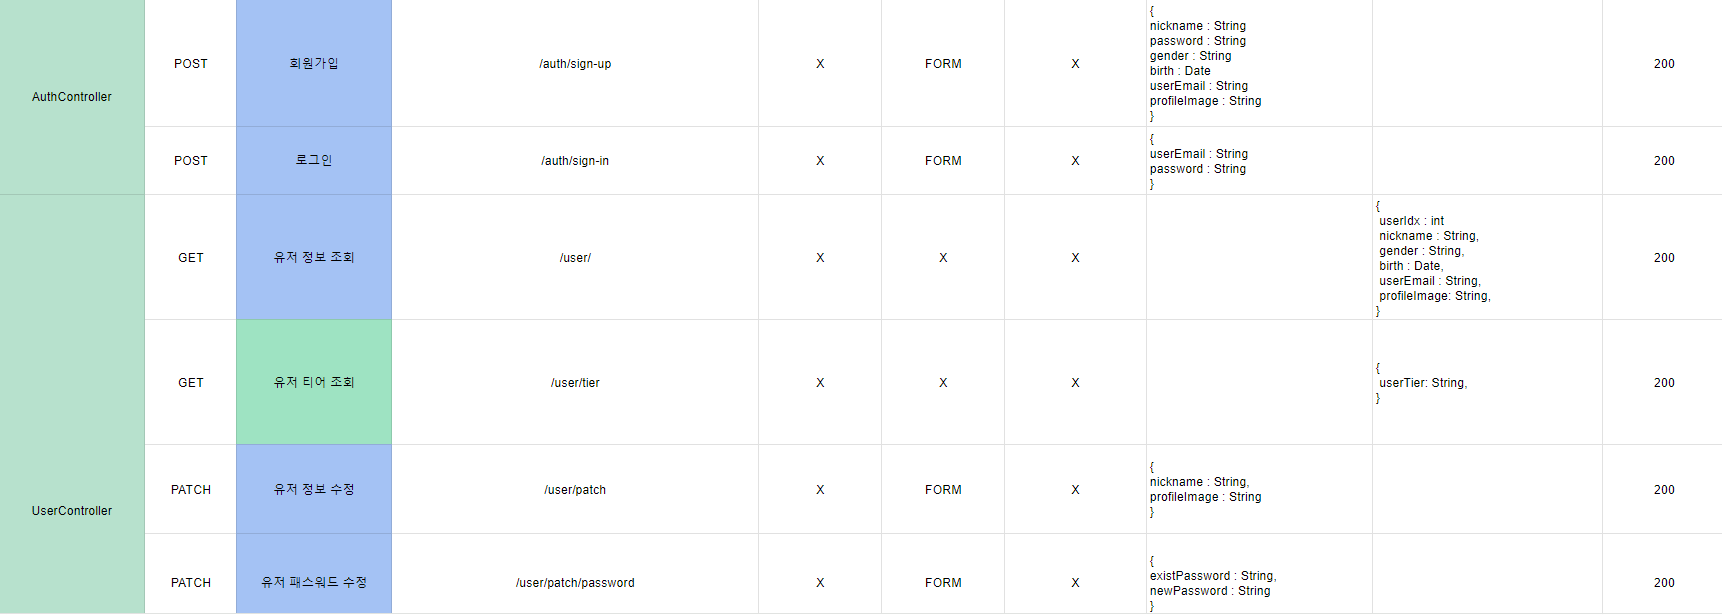 AuthController
POST
회원가입
/auth/sign-up
X
FORM
X
{
nickname : String
password : String
gender : String
birth : Date
userEmail : String
profileImage : String
}
200
POST
로그인
/auth/sign-in
X
FORM
X
{
userEmail : String
password : String
}
200
UserController
GET
유저 정보 조회
/user/
X
X
X
{
userIdx : int
nickname : String,
gender : String,
birth : Date,
userEmail : String,
profileImage: String,
}
200
GET
유저 티어 조회
/user/tier
X
X
X
{
userTier: String,
}
200
PATCH
유저 정보 수정
/user/patch
X
FORM
X
{
nickname : String,
profileImage : String
}
200
PATCH
유저 패스워드 수정
/user/patch/password
X
FORM
X
{
existPassword : String,
newPassword : String
}
200